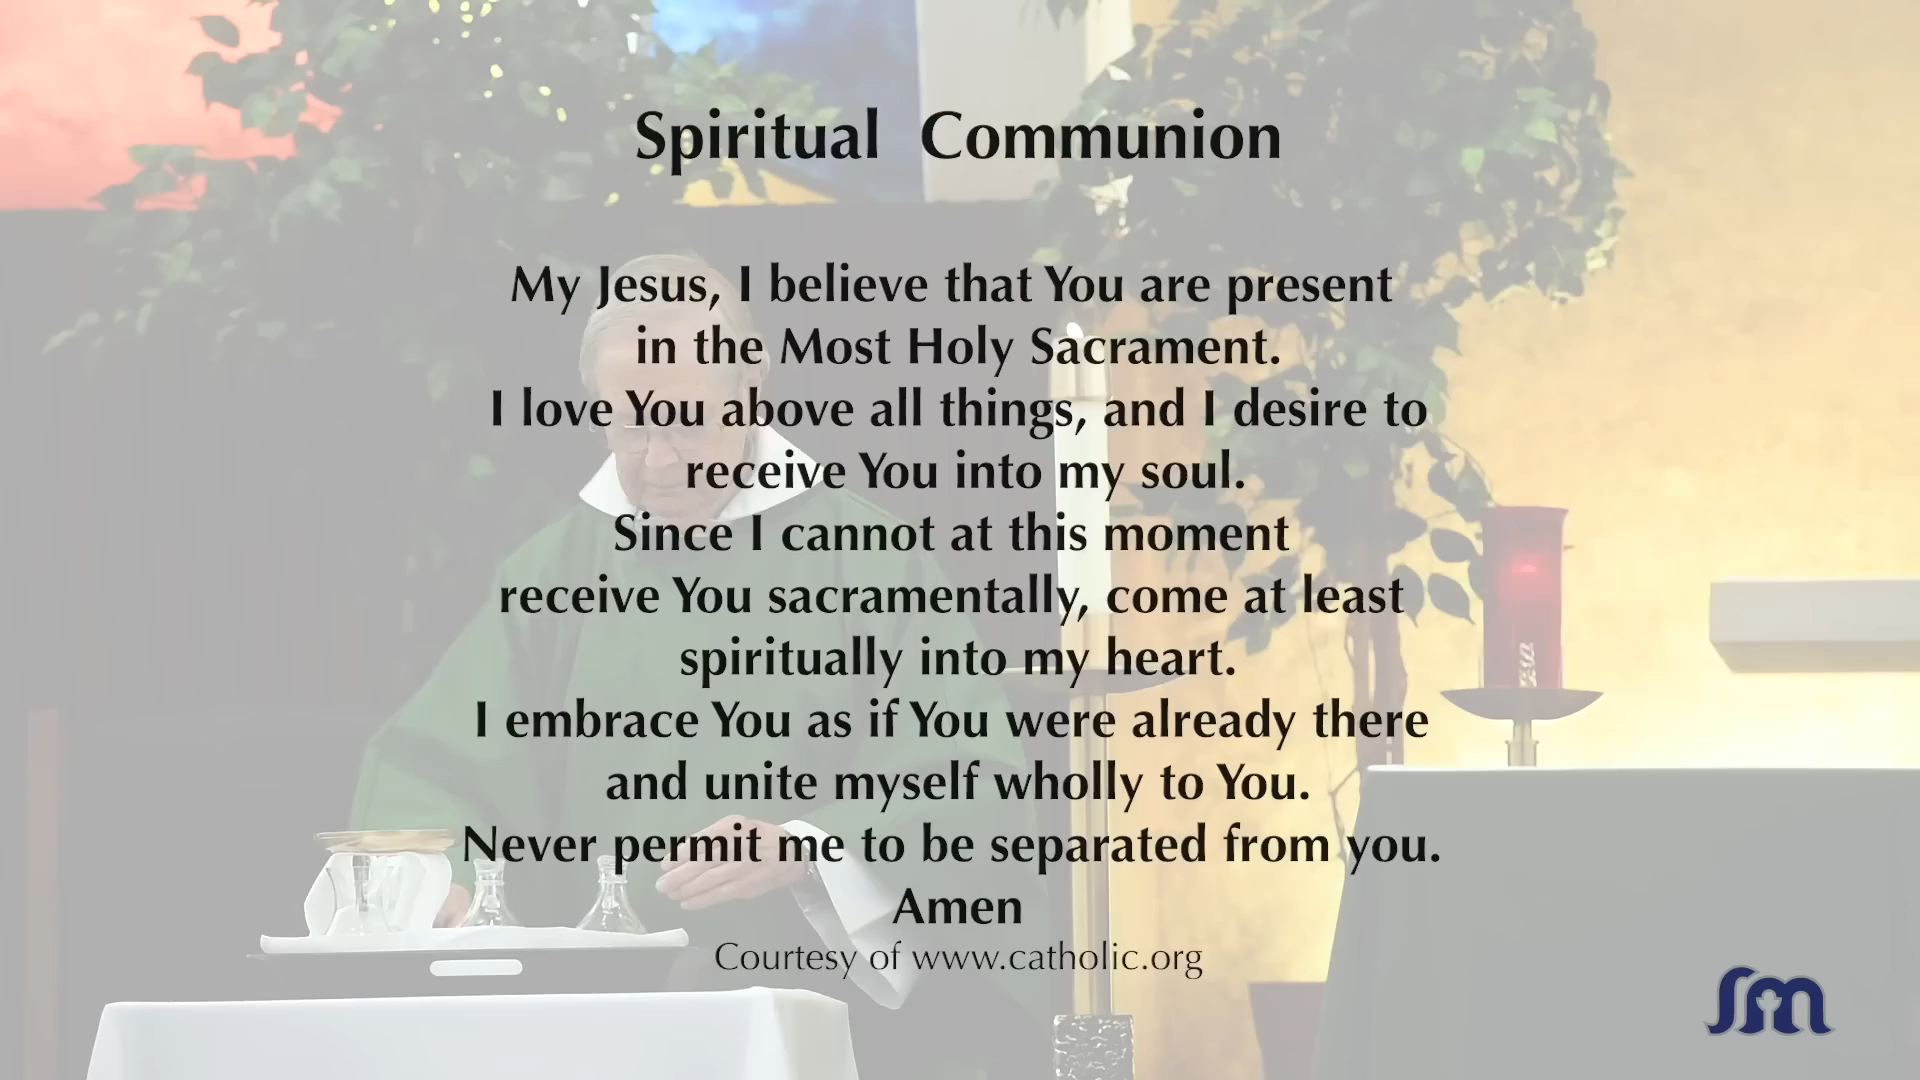 Spiritual Communion
My Jesus, I believe that You are present
in the Most Holy Sacrament.
I love You above all things, and I desire to
receive You into my soul.
Since I cannot at this moment
receive You sacramentally, come at least
spiritually into my heart.
I embrace You as if You were already there
and unite myself wholly to You.
Never permit me to be separated from you.
Amen
Courtesy of www.catholic.org
sm